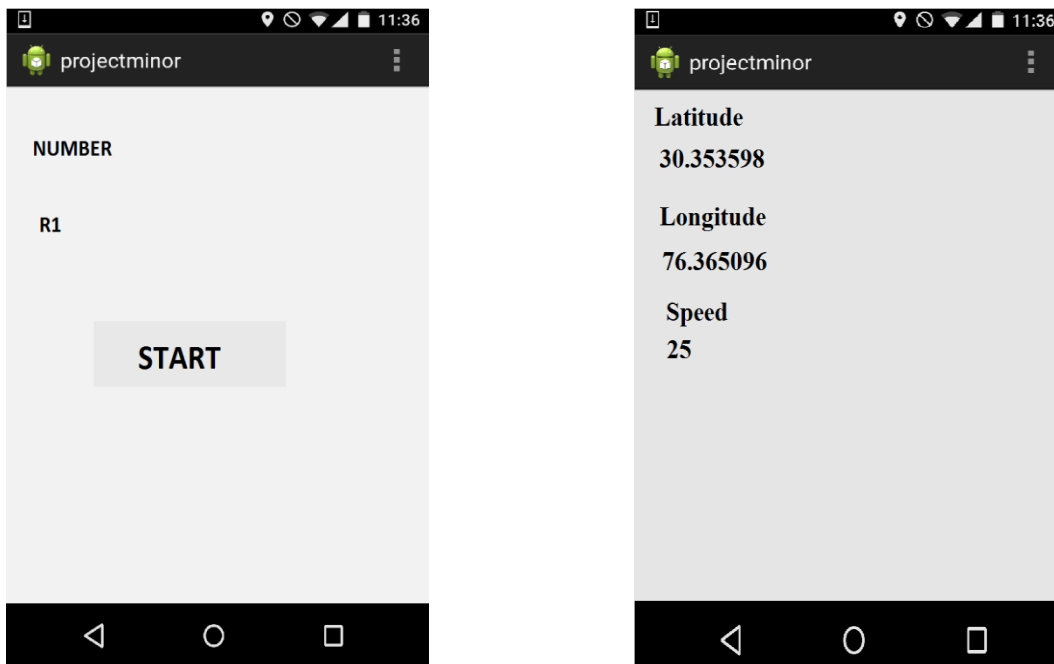 11:36
projectminor
NUMBER
R1
START
11:36
projectminor
Latitude
30.353598
Longitude
76.365096
Speed
25